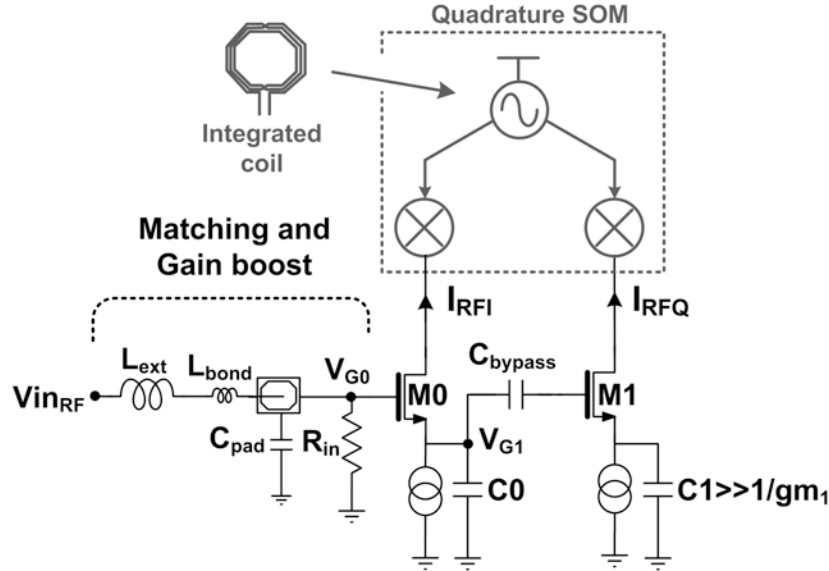 Quadrature SOM
Integrated
coil
Matching and
Gain boost
I_RFI
I_RFQ
L_ext
L_bond
V_G0
C_bypass
Vin_RF
M0
M1
C_pad
R_in
V_G1
C0
C1>>1/gm_1